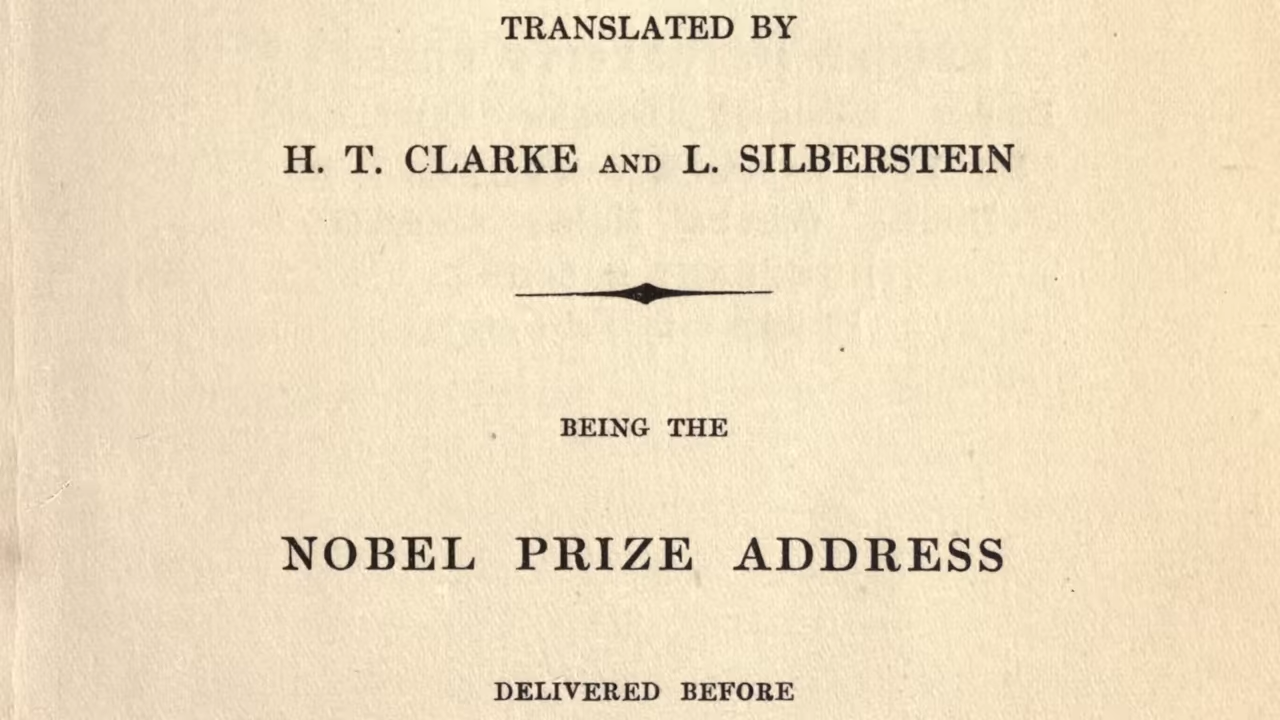 TRANSLATED BY
H. T. CLARKE AND L. SILBERSTEIN
BEING THE
NOBEL PRIZE ADDRESS
DELIVERED BEFORE